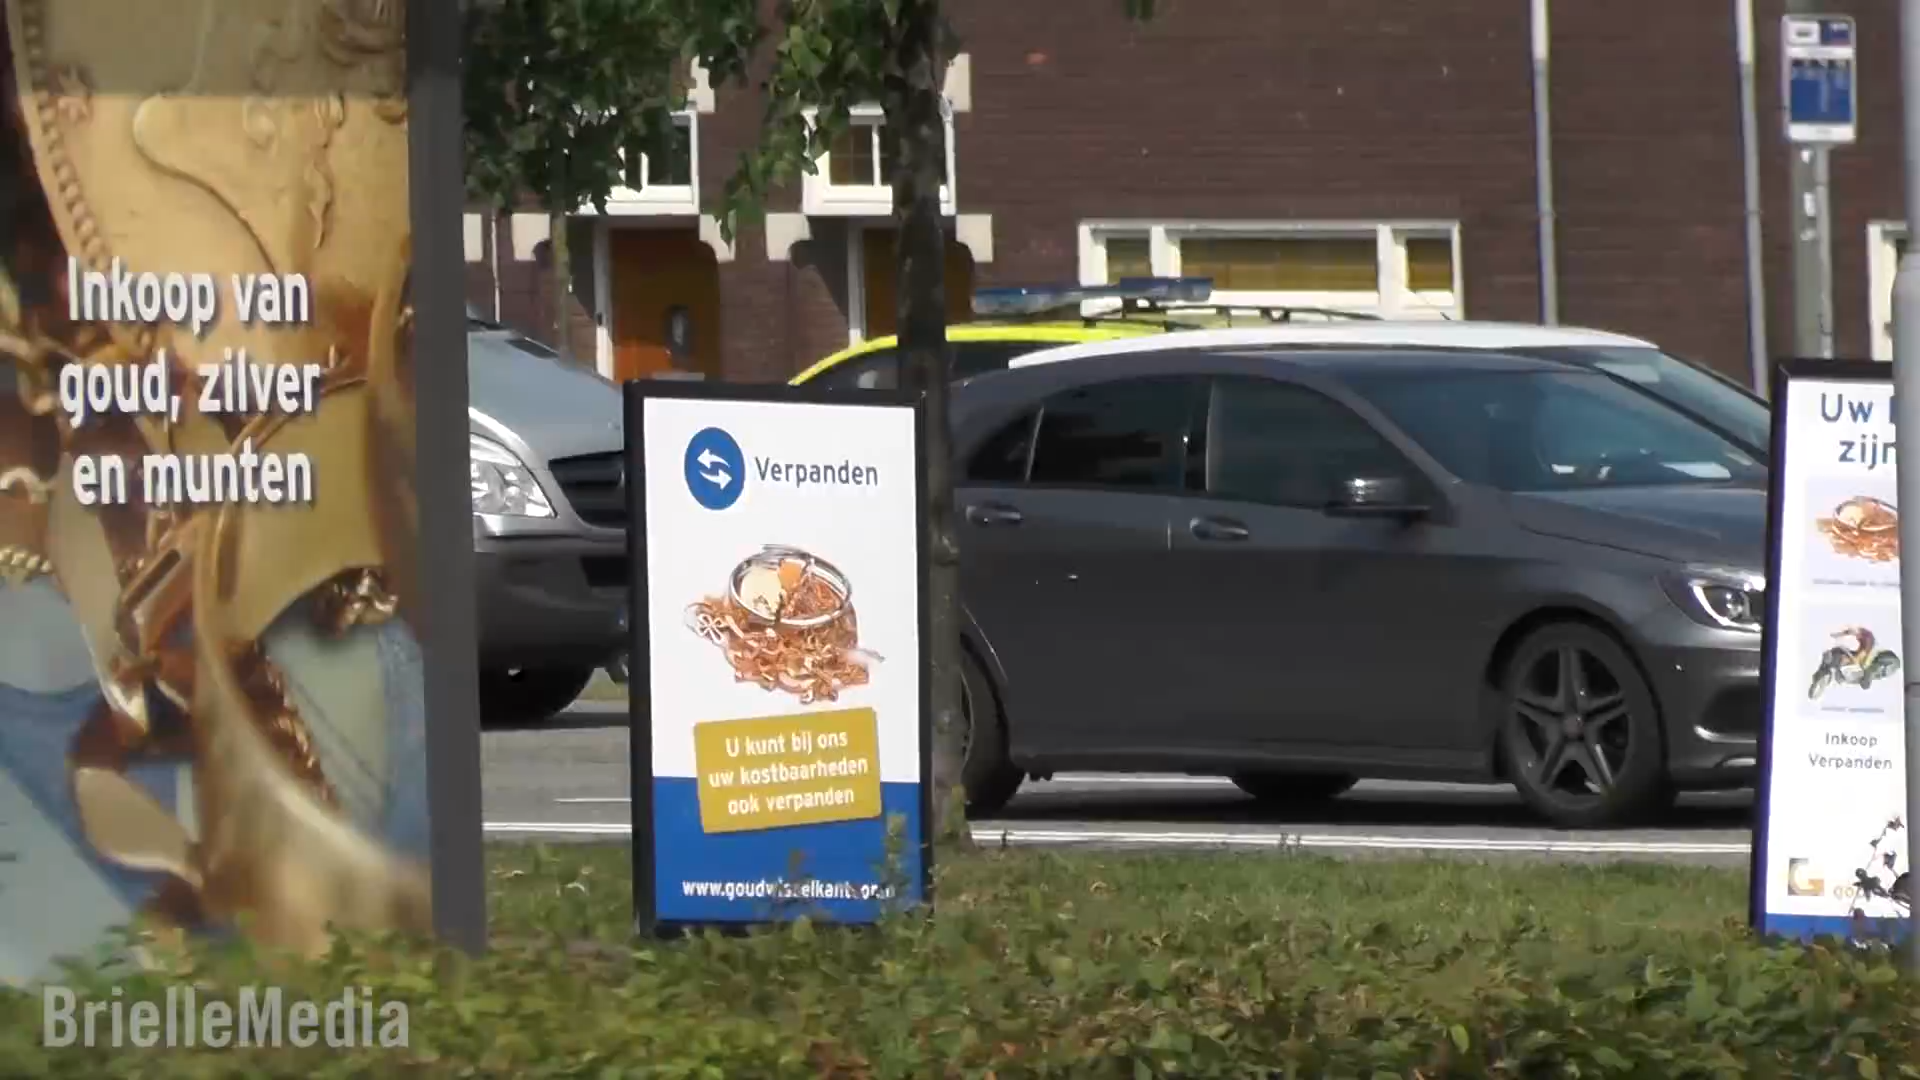 Inkoop van
goud, zilver
en munten
Verpanden
U kunt bij ons
uw kostbaarheden
ook verpanden
Uw
zijn
Inkoop
Verpanden
BrielleMedia